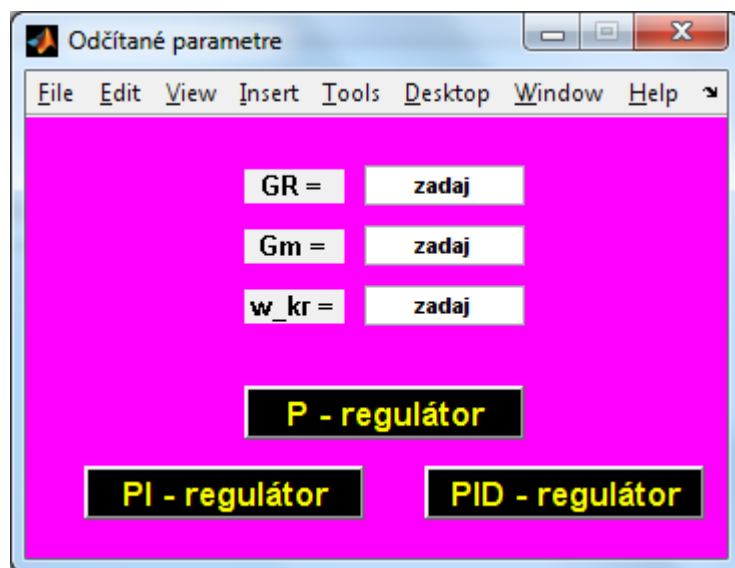 Odčítané parametre
File Edit View Insert Tools Desktop Window Help
GR = zadaj
Gm = zadaj
w_kr = zadaj
P - regulátor
PI - regulátor PID - regulátor